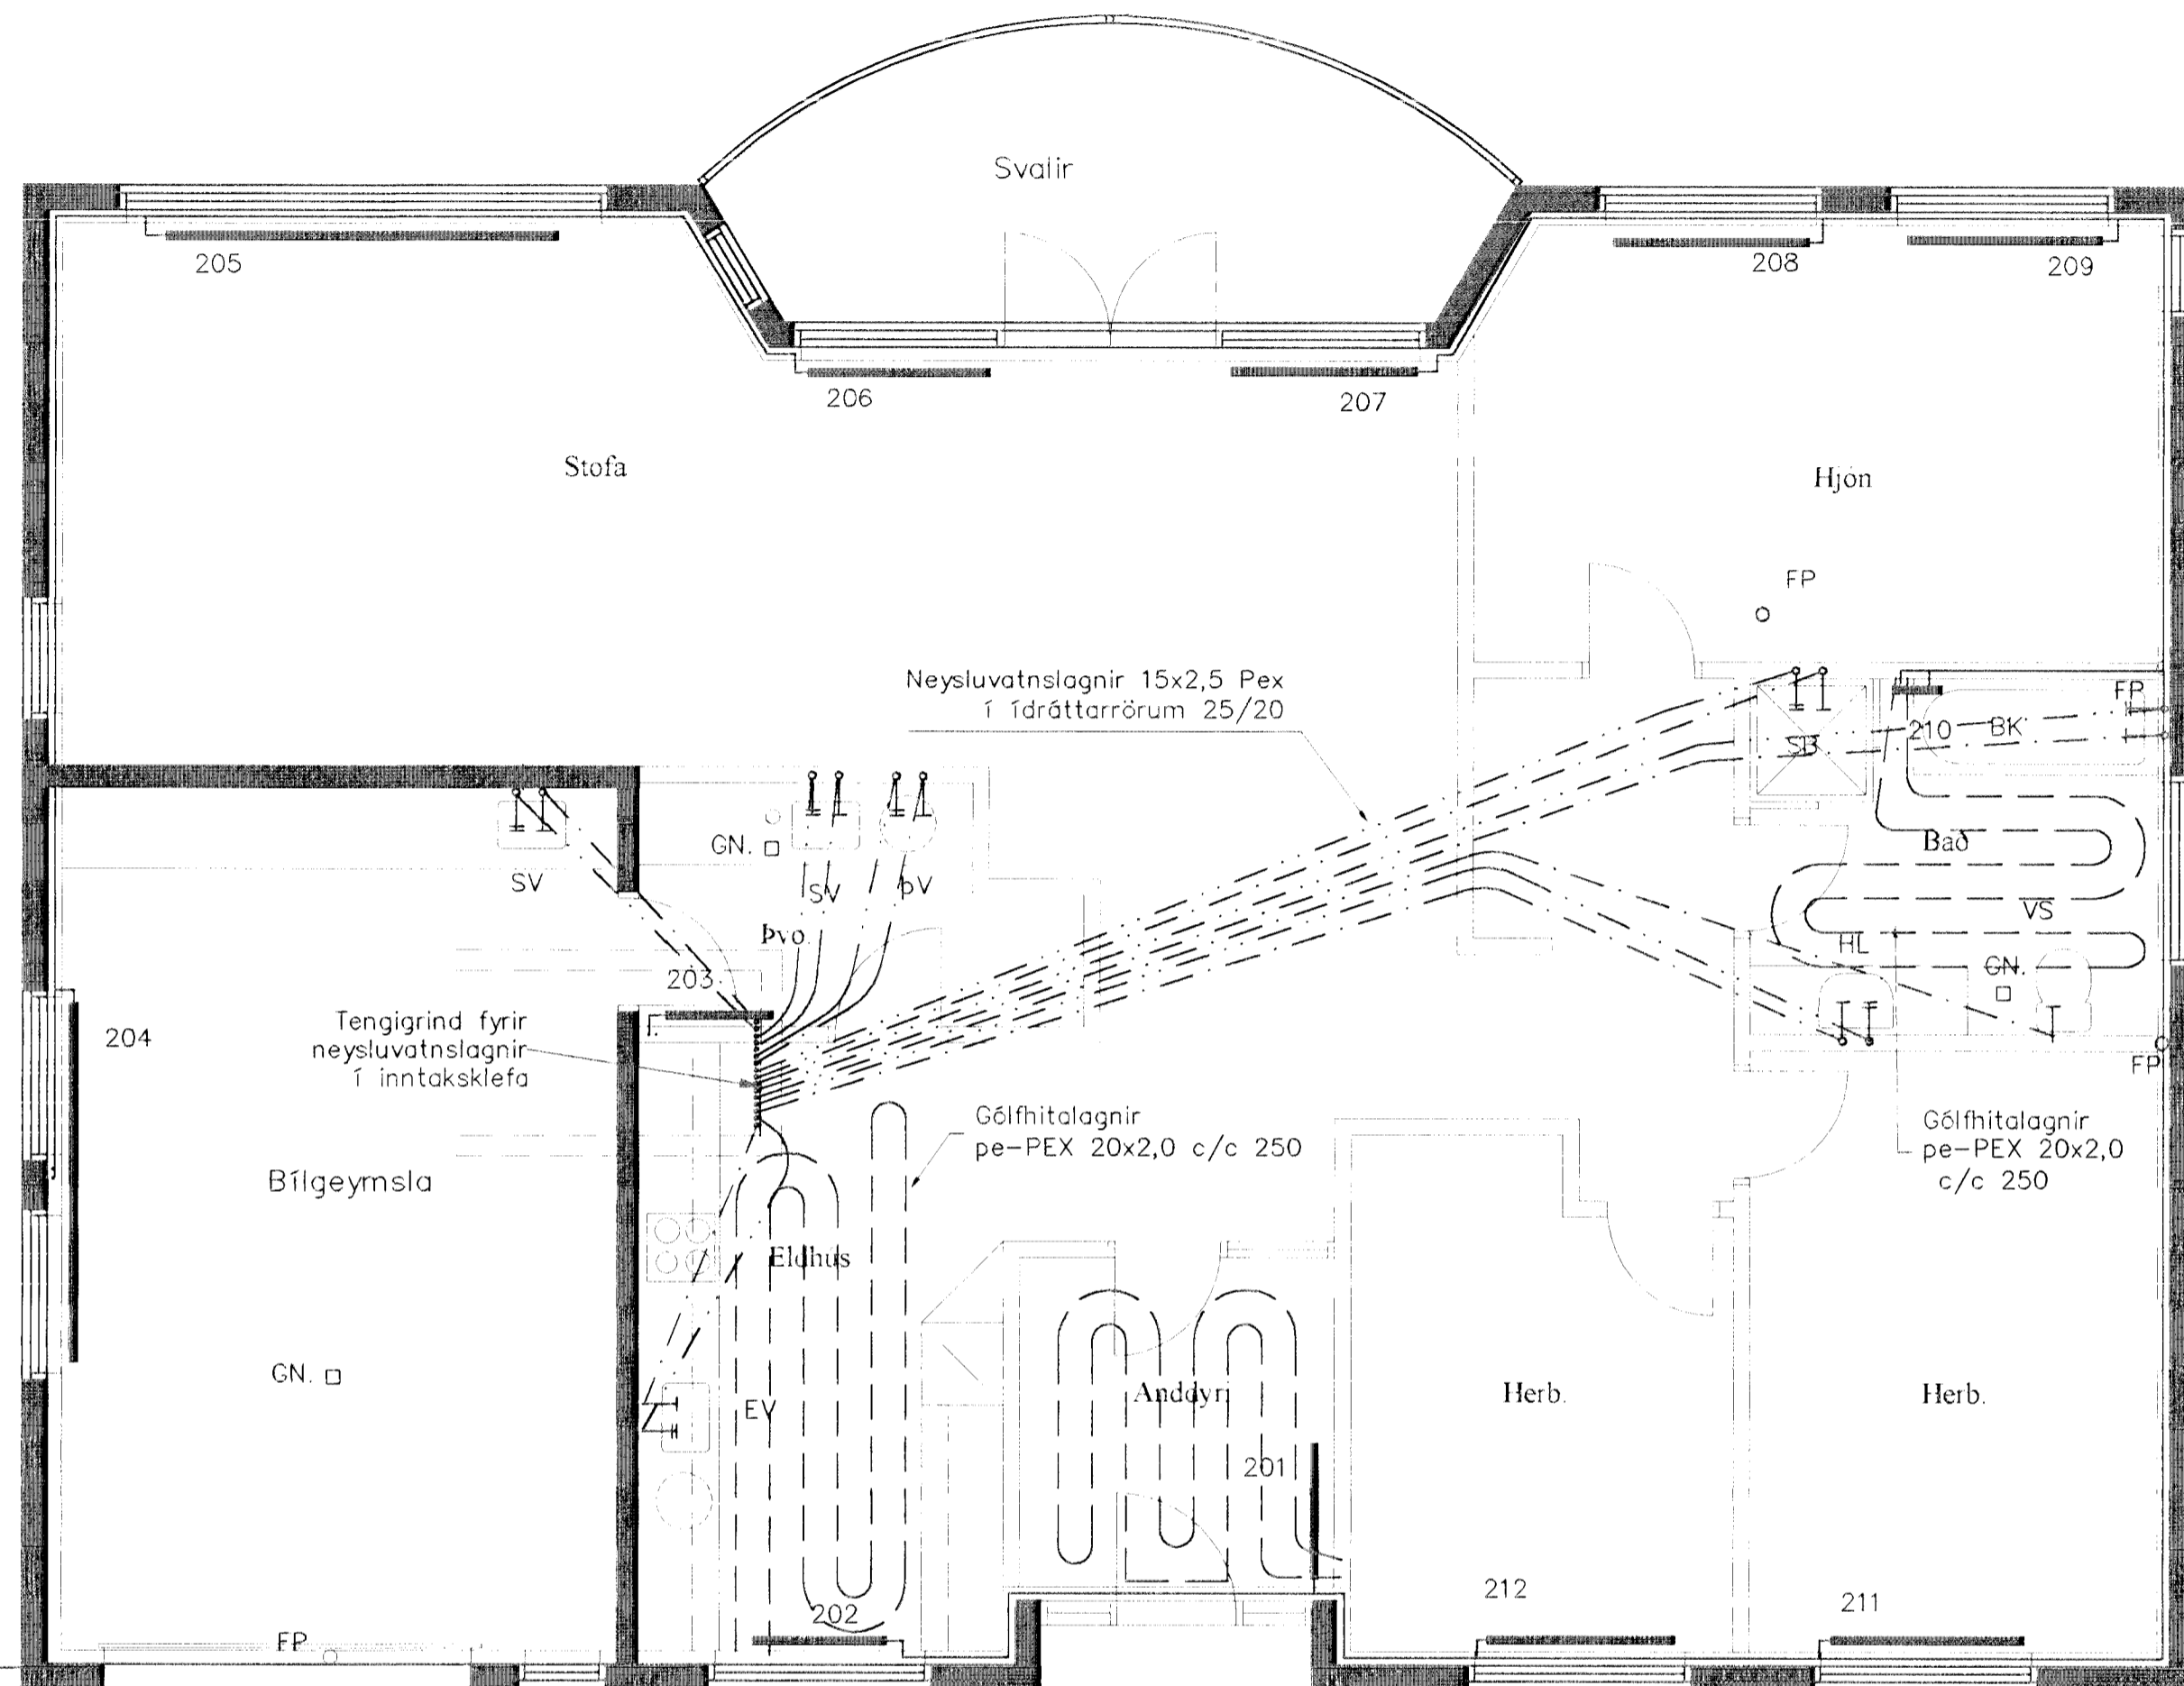 Svalir
205
208
209
206
207
Stofa
Hjón
FP
Neysluvatnslagnir 15x2,5 Pex
í ídráttarrörum 25/20
FP
SB
210
BK
GN.
SV
SV
ÞV
Bað
VS
HL
GN.
Þvo
203
204
Tengigrind fyrir
neysluvatnslagnir
í inntaksklefa
FP
Gólfhitalagnir
pe-PEX 20x2,0 c/c 250
Gólfhitalagnir
pe-PEX 20x2,0
c/c 250
Bílgeymsla
Eldhús
GN.
EV
Anddyri
Herb.
Herb.
201
202
212
211
FP